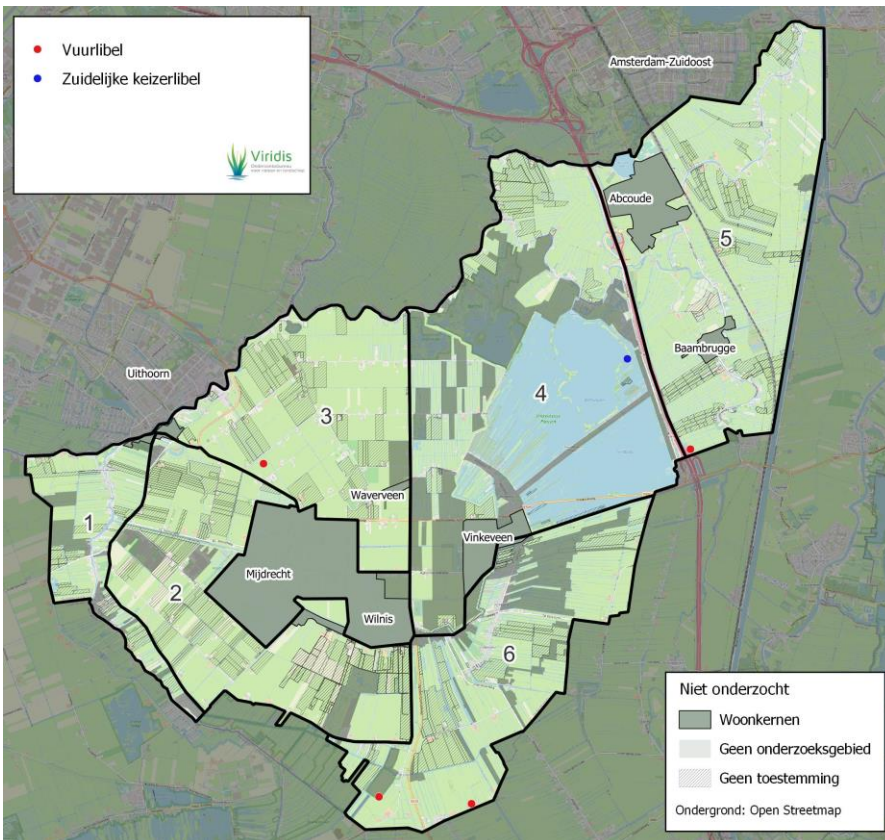 Vuurlibel
Zuidelijke keizerlibel
Viridis
Amsterdam-Zuidoost
Abcoude
5
Baambrugge
Uithoorn
3
4
Waverveen
1
Vinkeveen
Mijdrecht
2
Wilnis
6
Niet onderzocht
Woonkernen
Geen onderzoeksgebied
Geen toestemming
Ondergrond: Open Streetmap